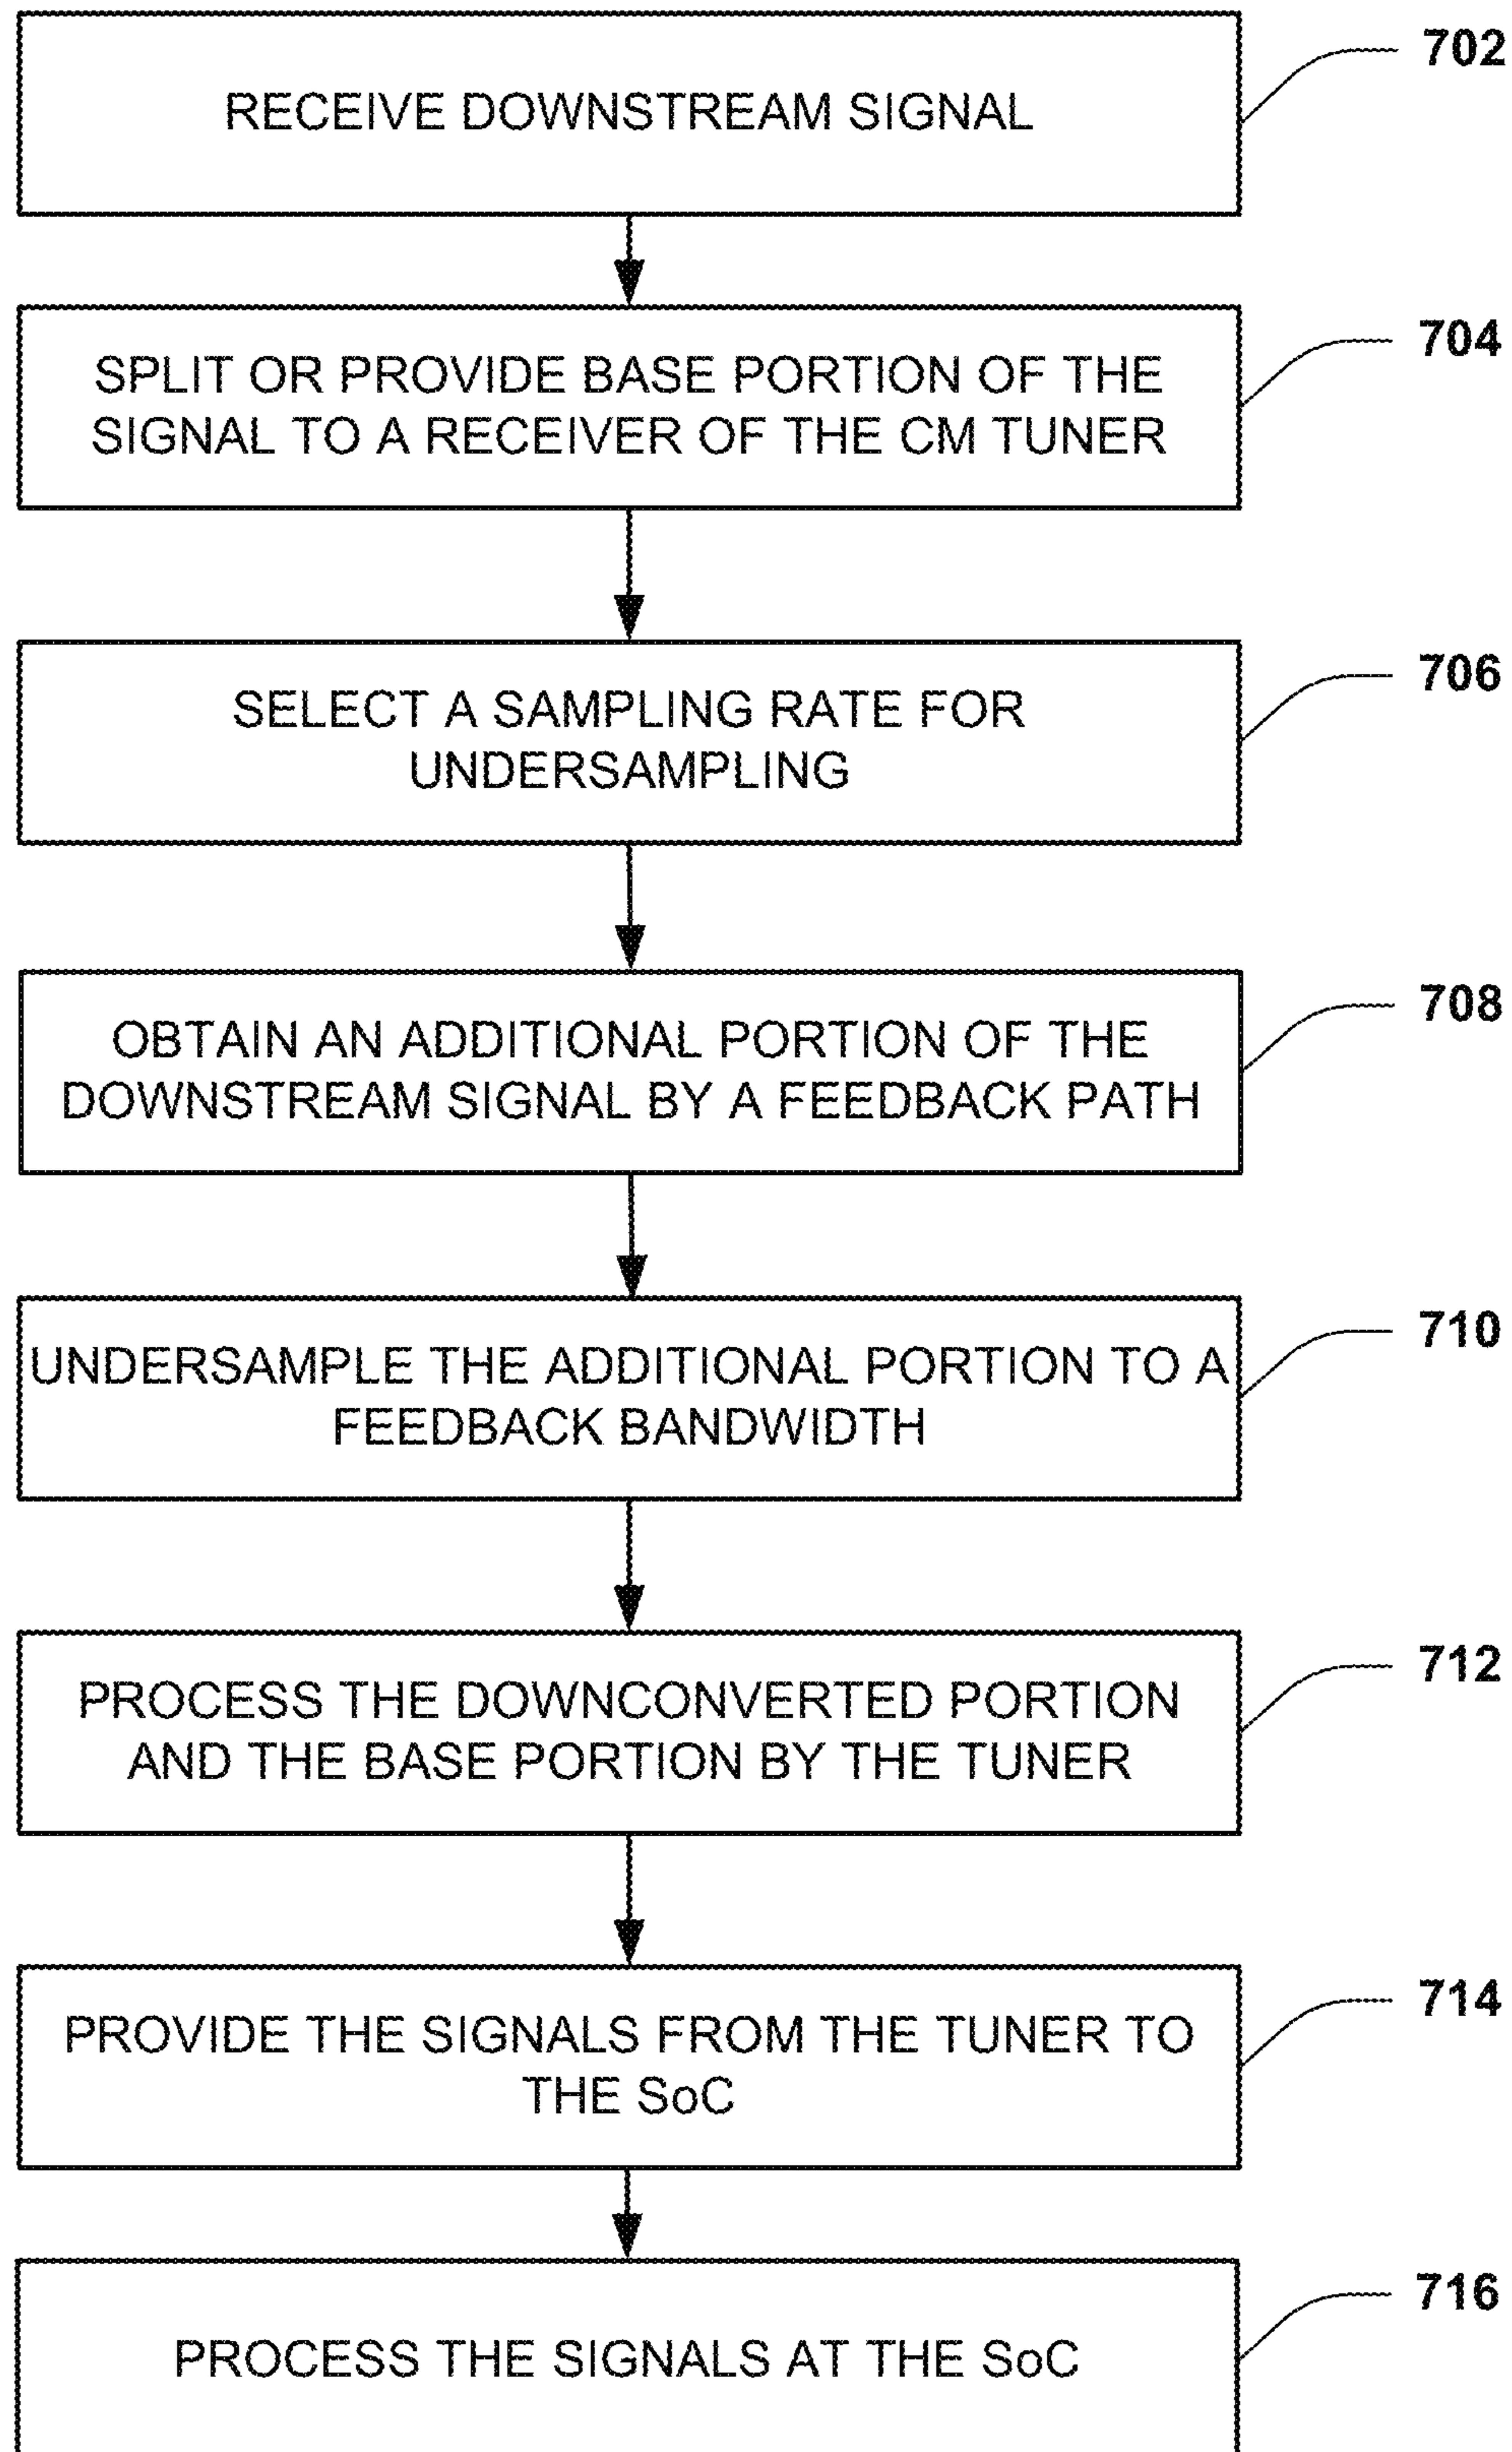 RECEIVE DOWNSTREAM SIGNAL
702
SPLIT OR PROVIDE BASE PORTION OF THE
SIGNAL TO A RECEIVER OF THE CM TUNER
704
SELECT A SAMPLING RATE FOR
UNDERSAMPLING
706
OBTAIN AN ADDITIONAL PORTION OF THE
DOWNSTREAM SIGNAL BY A FEEDBACK PATH
708
UNDERSAMPLE THE ADDITIONAL PORTION TO A
FEEDBACK BANDWIDTH
710
PROCESS THE DOWNCONVERTED PORTION
AND THE BASE PORTION BY THE TUNER
712
PROVIDE THE SIGNALS FROM THE TUNER TO
THE SoC
714
PROCESS THE SIGNALS AT THE SoC
716